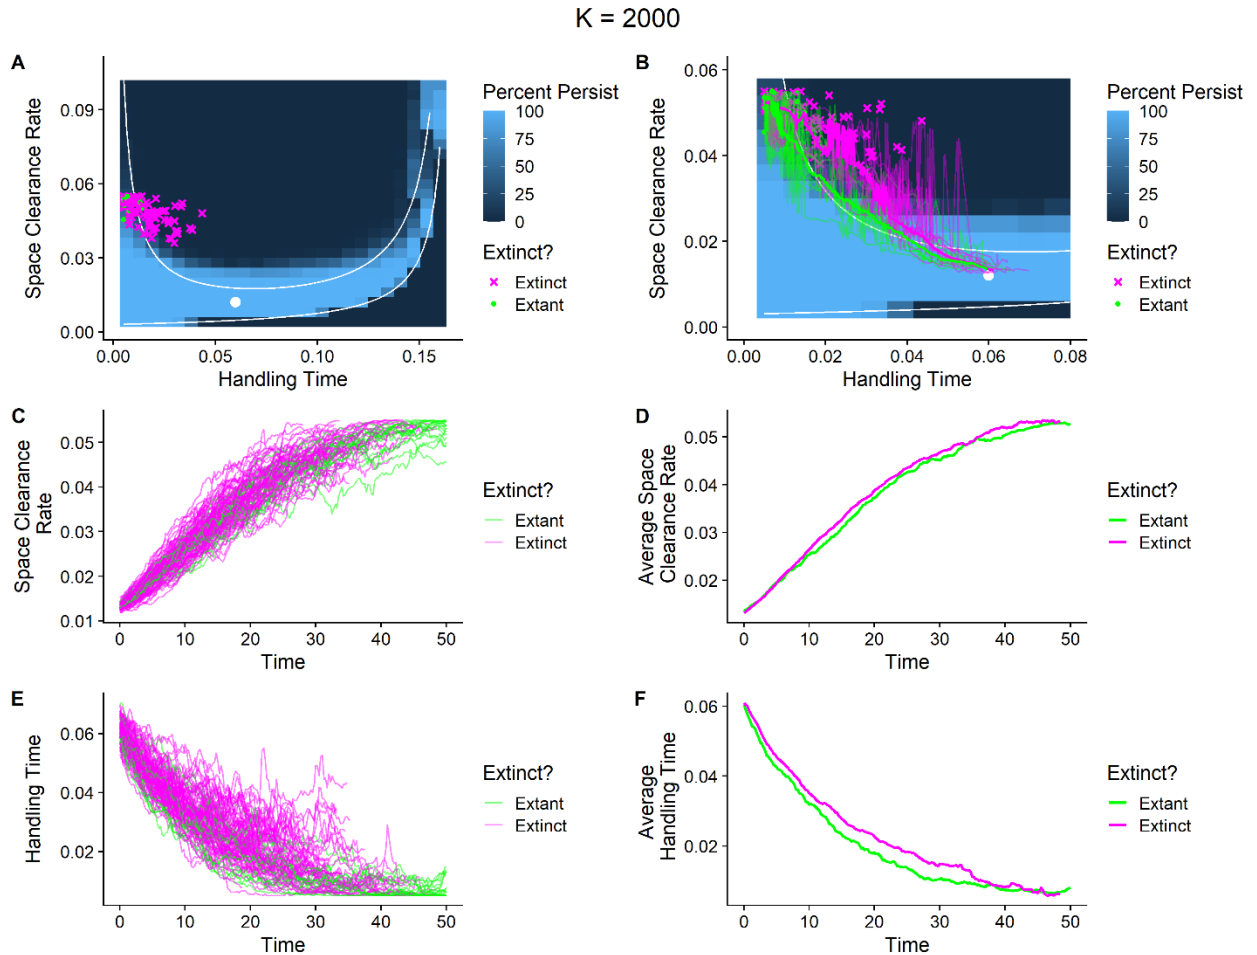 K = 2000
A
Space Clearance Rate
0.09
0.06
0.03
0.00
0.00 0.05 0.10 0.15
Handling Time
Percent Persist
100
75
50
25
0
Extinct?
Extinct
Extant
B
Space Clearance Rate
0.06
0.04
0.02
0.00
0.00 0.02 0.04 0.06 0.08
Handling Time
Percent Persist
100
75
50
25
0
Extinct?
Extinct
Extant
C
Space Clearance
Rate
0.05
0.04
0.03
0.02
0.01
0 10 20 30 40 50
Time
Extinct?
Extant
Extinct
D
Average Space
Clearance Rate
0.05
0.04
0.03
0.02
0 10 20 30 40 50
Time
Extinct?
Extant
Extinct
E
Handling Time
0.06
0.04
0.02
0 10 20 30 40 50
Time
Extinct?
Extant
Extinct
F
Average
Handling Time
0.06
0.04
0.02
0 10 20 30 40 50
Time
Extinct?
Extant
Extinct